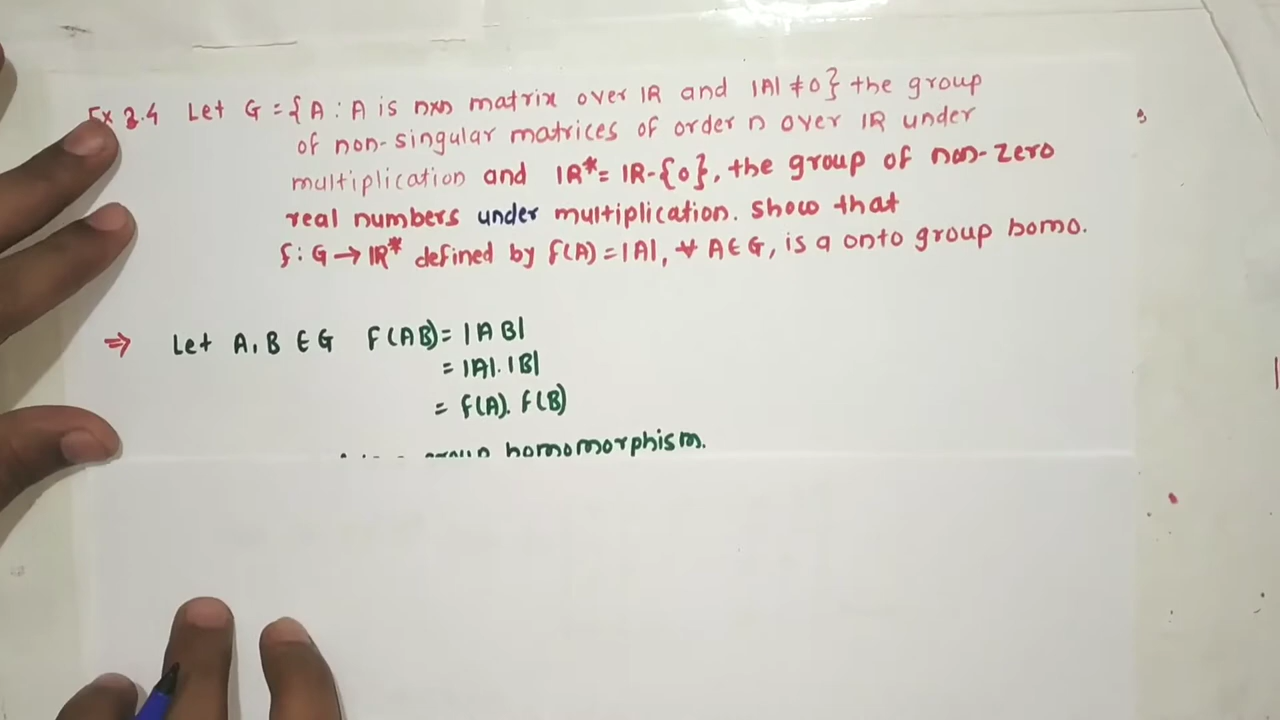 Ex 3.4 Let G = {A : A is nxn matrix over IR and |A| ≠ 0} the group
of non-singular matrices of order n over IR under
multiplication and IR* = IR-{0}, the group of non-zero
real numbers under multiplication. Show that
f : G → IR* defined by f(A) = |A|, ∀ A ∈ G, is a onto group homo.
⇒ Let A, B ∈ G f(AB) = |A B|
= |A|. |B|
= f(A). f(B)
group homomorphism.